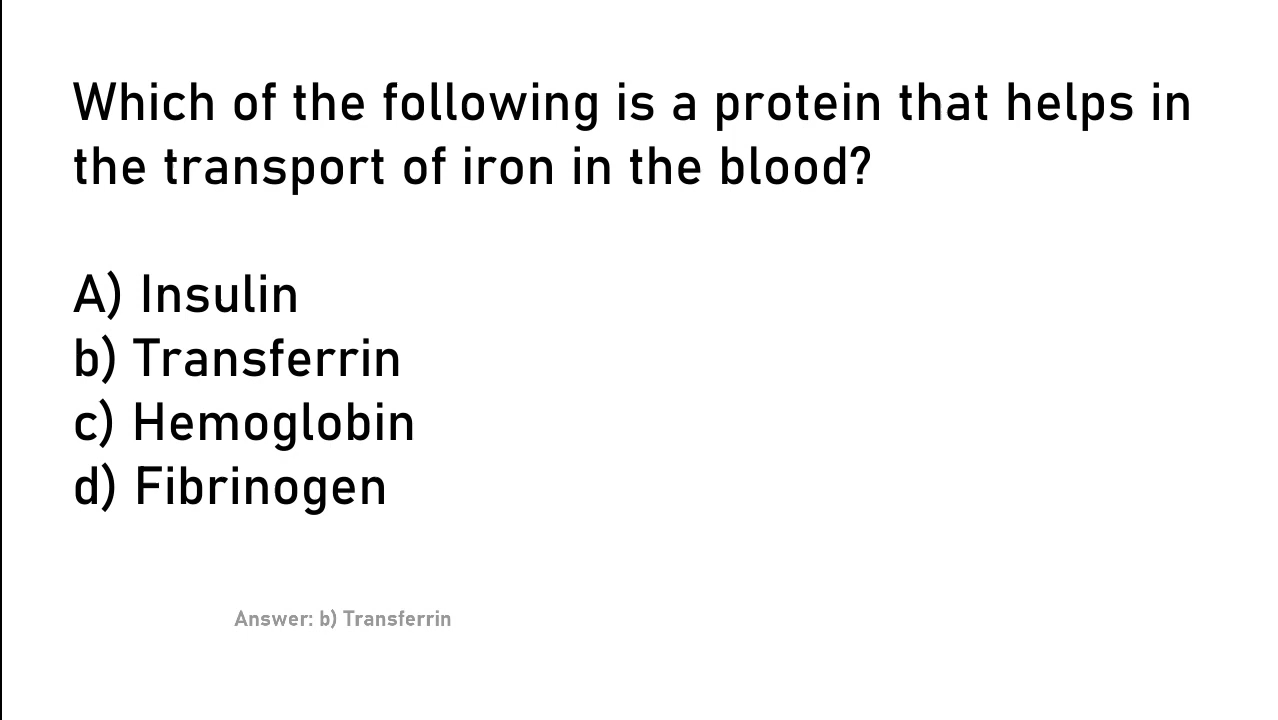 Which of the following is a protein that helps in
the transport of iron in the blood?
A) Insulin
b) Transferrin
c) Hemoglobin
d) Fibrinogen
Answer: b) Transferrin